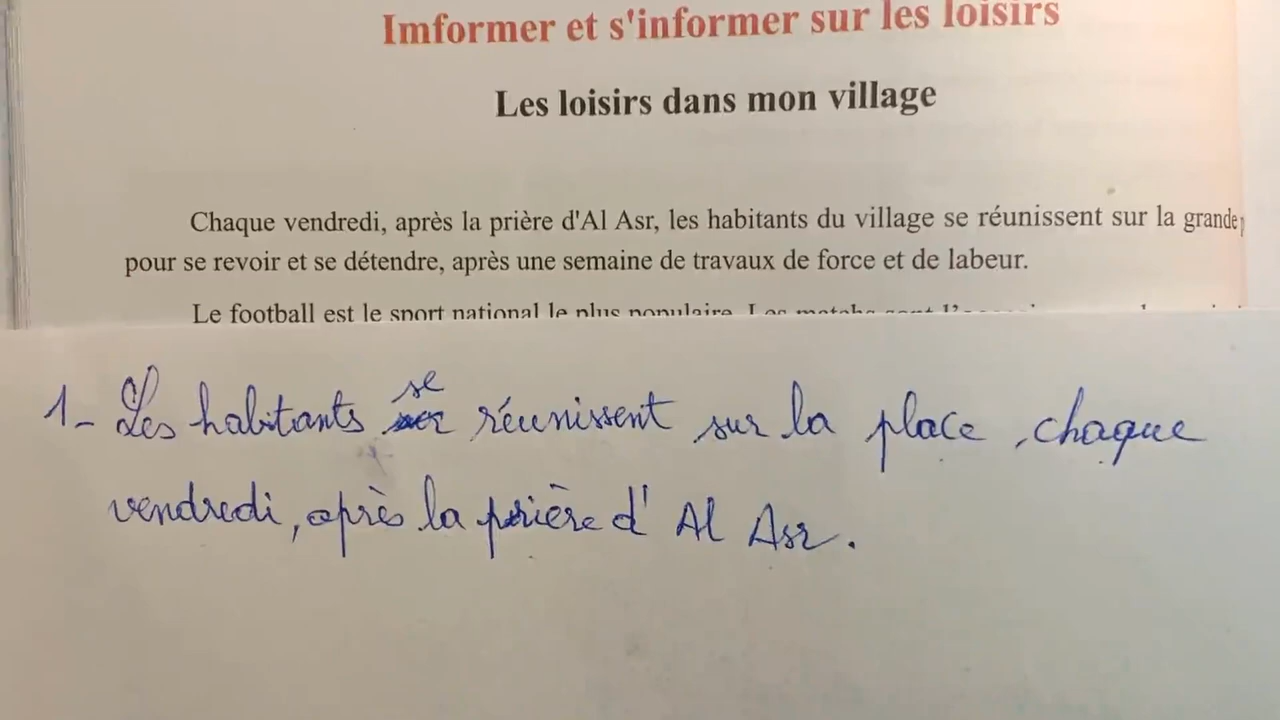 Imformer et s'informer sur les loisirs
Les loisirs dans mon village
Chaque vendredi, après la prière d'Al Asr, les habitants du village se réunissent sur la grande
pour se revoir et se détendre, après une semaine de travaux de force et de labeur.
Le football est le sport national le plus populaire. Les matchs sont
1- Les habitants se réunissent sur la place, chaque
vendredi, après la prière d'Al Asr.